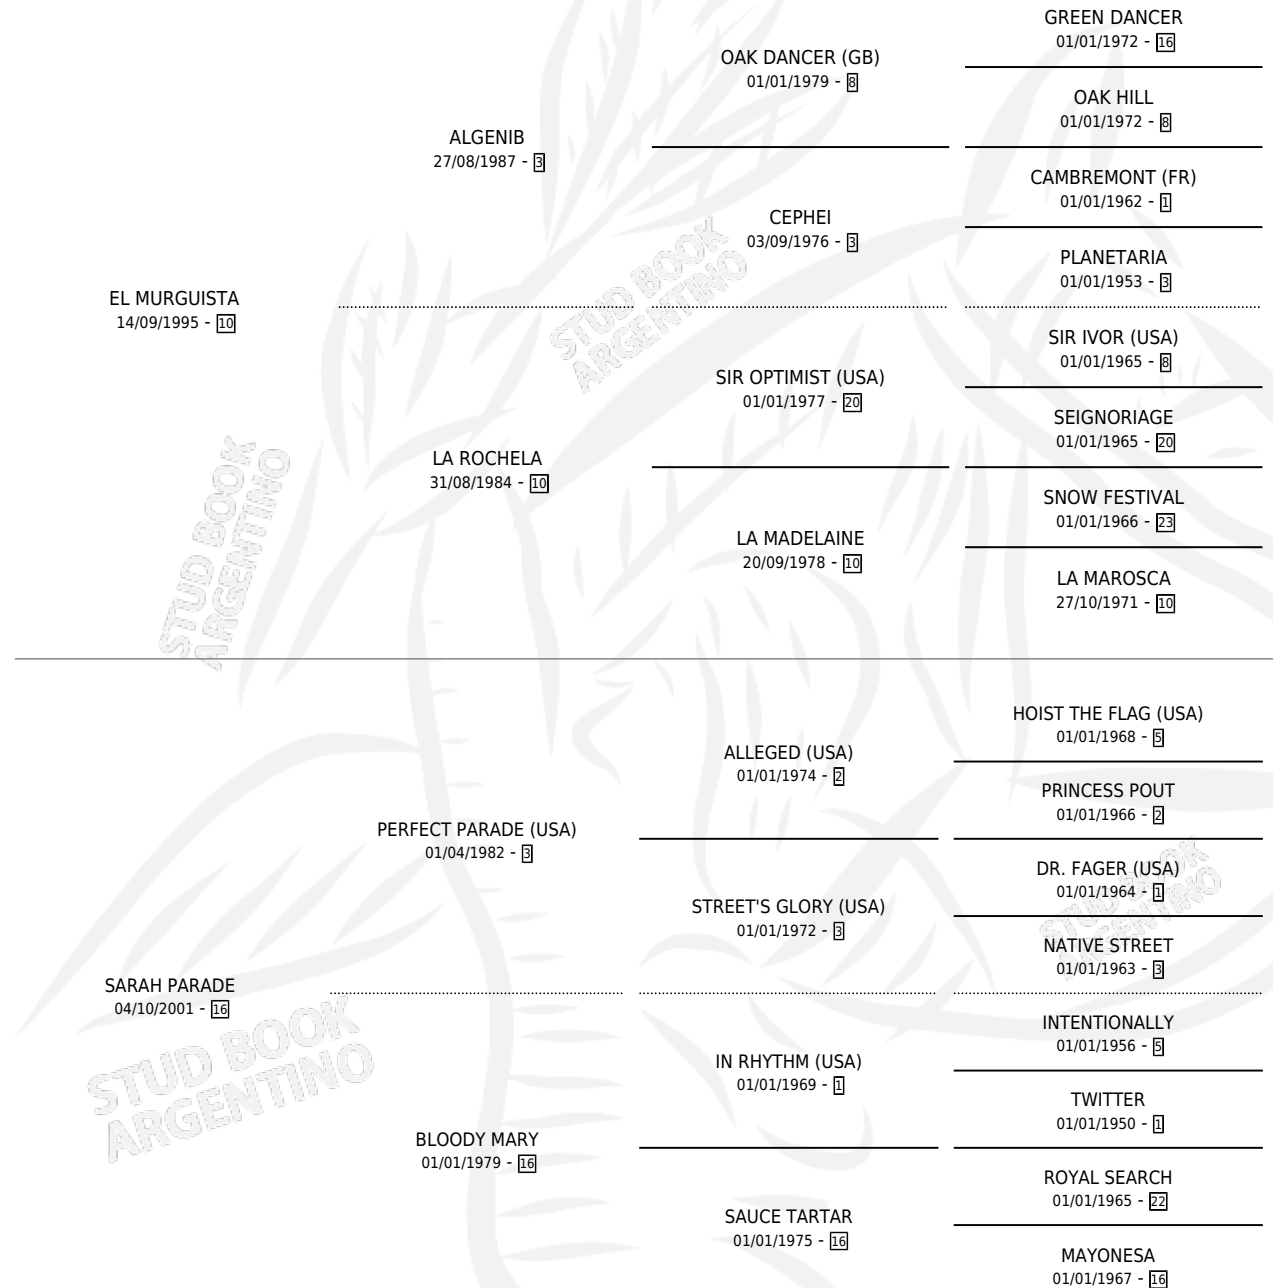 GREEN DANCER
01/01/1972 - 16
OAK DANCER (GB)
01/01/1979 - 8
OAK HILL
01/01/1972 - 8
ALGENIB
27/08/1987 - 3
CAMBREMONT (FR)
01/01/1962 - 1
CEPHEI
03/09/1976 - 3
PLANETARIA
01/01/1953 - 3
EL MURGUISTA
14/09/1995 - 10
SIR IVOR (USA)
01/01/1965 - 8
SIR OPTIMIST (USA)
01/01/1977 - 20
SEIGNORIAGE
01/01/1965 - 20
LA ROCHELA
31/08/1984 - 10
SNOW FESTIVAL
01/01/1966 - 23
LA MADELAINE
20/09/1978 - 10
LA MAROSCA
27/10/1971 - 10
HOIST THE FLAG (USA)
01/01/1968 - 5
ALLEGED (USA)
01/01/1974 - 2
PRINCESS POUT
01/01/1966 - 2
PERFECT PARADE (USA)
01/04/1982 - 3
DR. FAGER (USA)
01/01/1964 - 1
STREET'S GLORY (USA)
01/01/1972 - 3
NATIVE STREET
01/01/1963 - 3
SARAH PARADE
04/10/2001 - 16
INTENTIONALLY
01/01/1956 - 5
IN RHYTHM (USA)
01/01/1969 - 1
TWITTER
01/01/1950 - 1
BLOODY MARY
01/01/1979 - 16
ROYAL SEARCH
01/01/1965 - 22
SAUCE TARTAR
01/01/1975 - 16
MAYONESA
01/01/1967 - 16
STUD BOOK
ARGENTINO
STUD BOOK
ARGENTINO
STUD BOOK
ARGENTINO
STUD BOOK
ARGENTINO